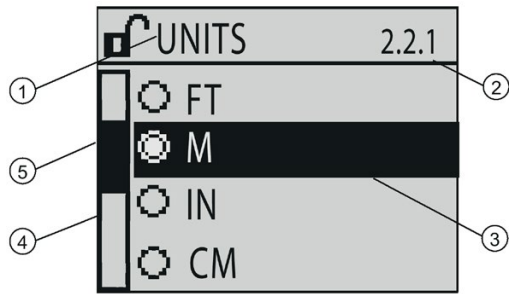 UNITS 2.2.1
① ②
FT
⑤ M
IN
④ ③
CM